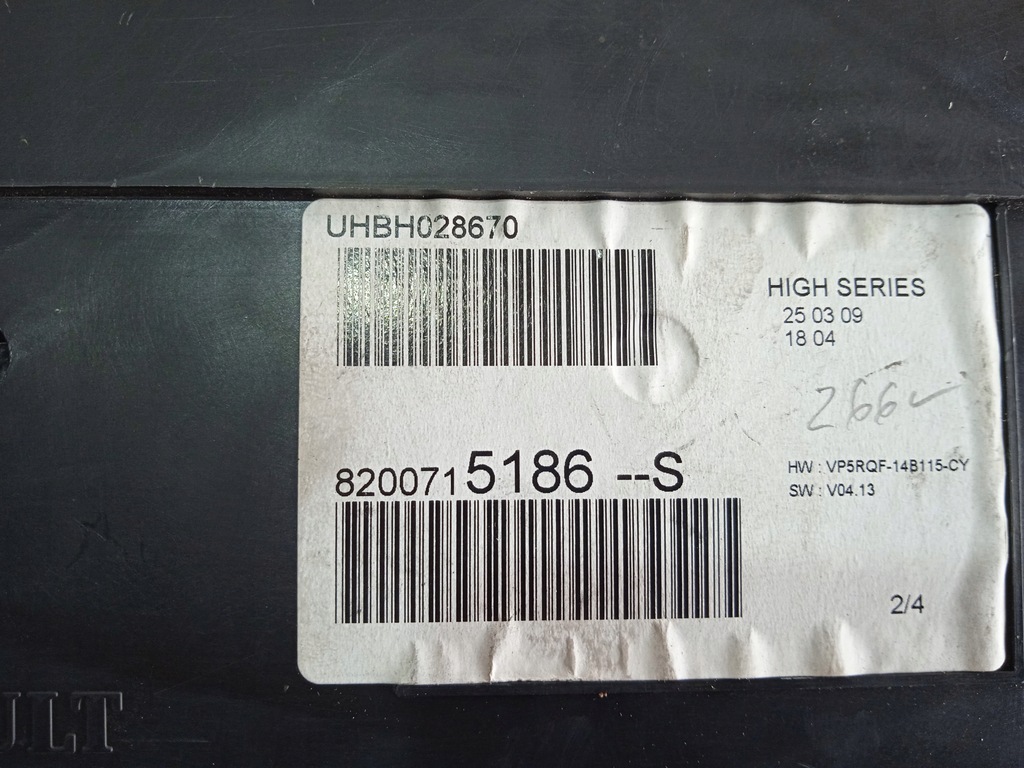 UHBH028670
HIGH SERIES
25 03 09
18 04
266
8200715186 --S
HW : VP5RQF-14B115-CY
SW : V04.13
2/4
ULT